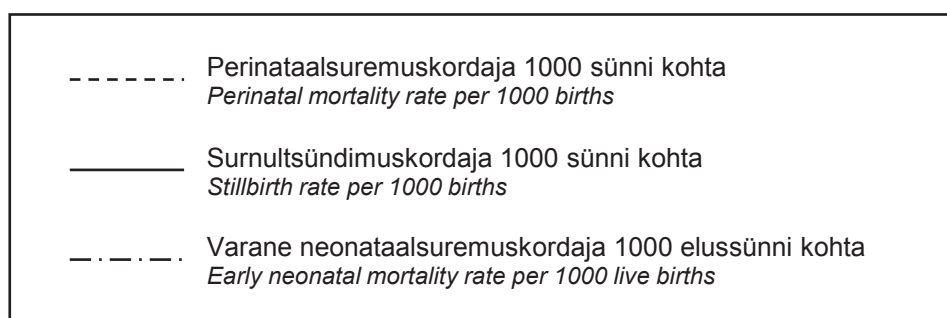 Perinataalsuremuskordaja 1000 sünni kohta
Perinatal mortality rate per 1000 births
Surnultsündimuskordaja 1000 sünni kohta
Stillbirth rate per 1000 births
Varane neonataalsuremuskordaja 1000 elussünni kohta
Early neonatal mortality rate per 1000 live births